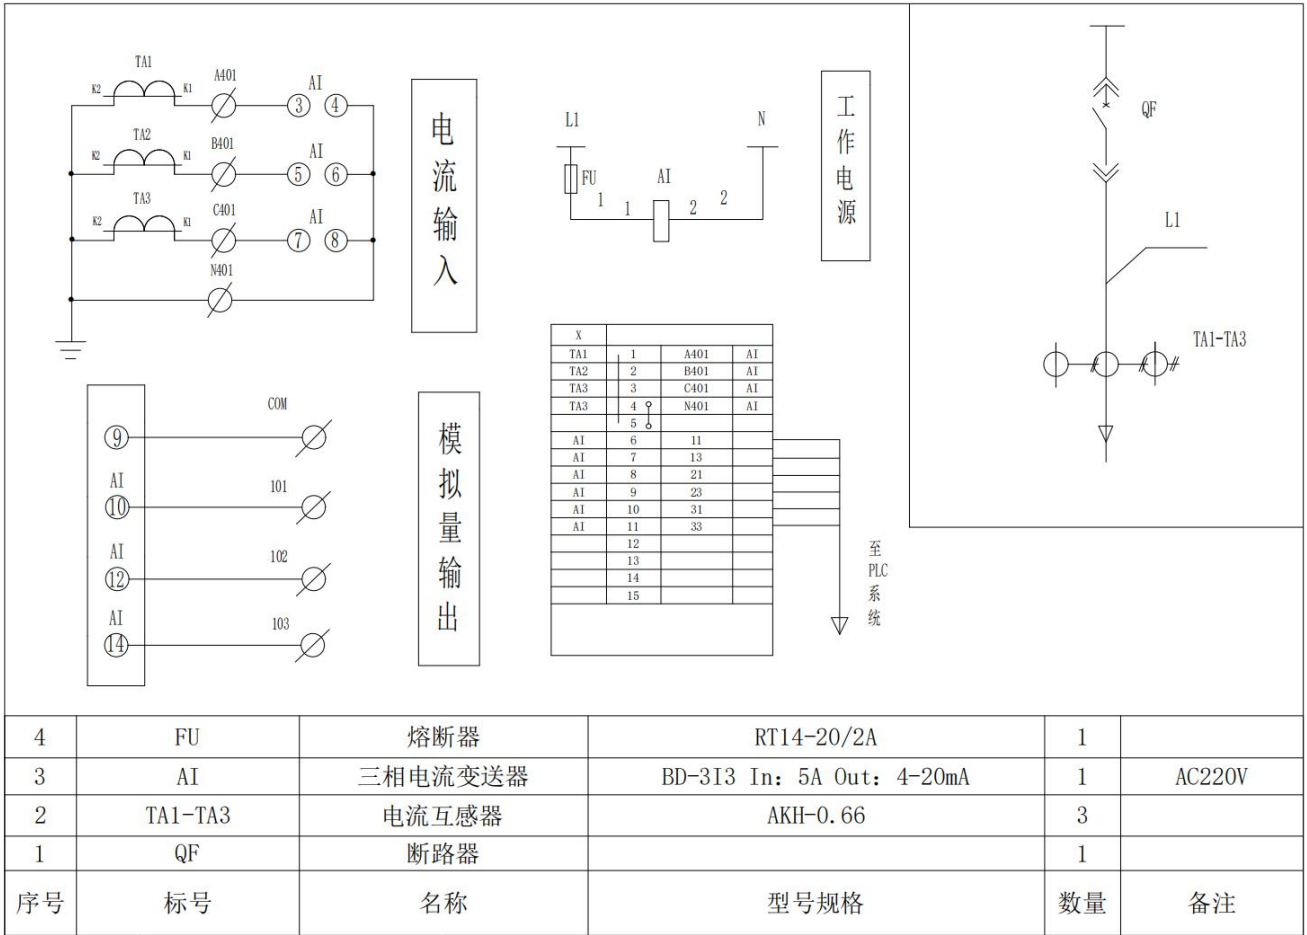 TA1
K2
K1
A401
AI
③
④
TA2
K2
K1
B401
AI
⑤
⑥
TA3
K2
K1
C401
AI
⑦
⑧
N401
电流输入
L1
N
FU
AI
1
1
2
2
工作电源
QF
L1
TA1-TA3
COM
⑨
AI
⑩
101
AI
⑫
102
AI
⑭
103
模拟量输出
X
TA1 1 A401 AI
TA2 2 B401 AI
TA3 3 C401 AI
TA3 4 N401 AI
5
AI 6 11
AI 7 13
AI 8 21
AI 9 23
AI 10 31
AI 11 33
12
13
14
15
至
PLC
系
统
4 FU 熔断器 RT14-20/2A 1
3 AI 三相电流变送器 BD-3I3 In: 5A Out: 4-20mA 1 AC220V
2 TA1-TA3 电流互感器 AKH-0.66 3
1 QF 断路器 1
序号 标号 名称 型号规格 数量 备注